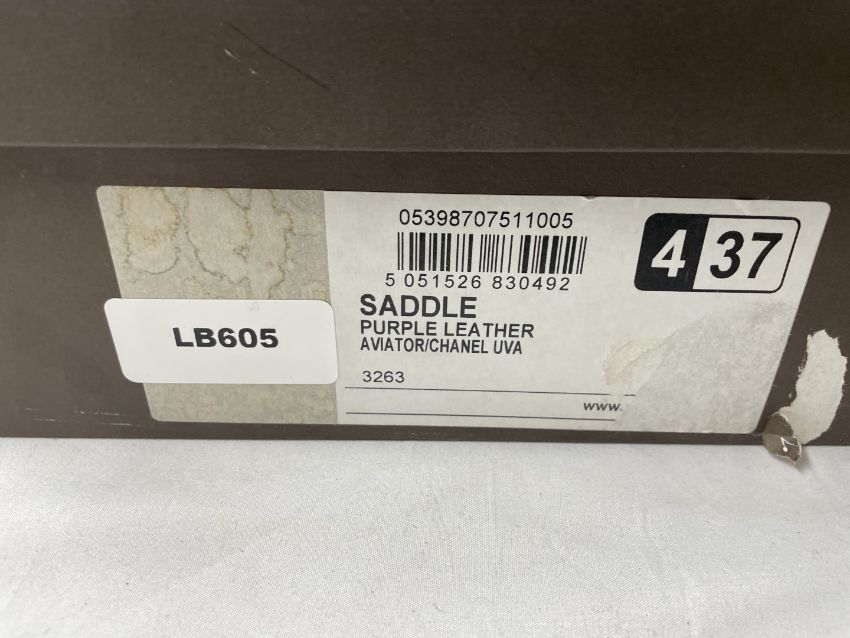 05398707511005
5 051526 830492
4 37
SADDLE
PURPLE LEATHER
AVIATOR/CHANEL UVA
LB605
3263
www.